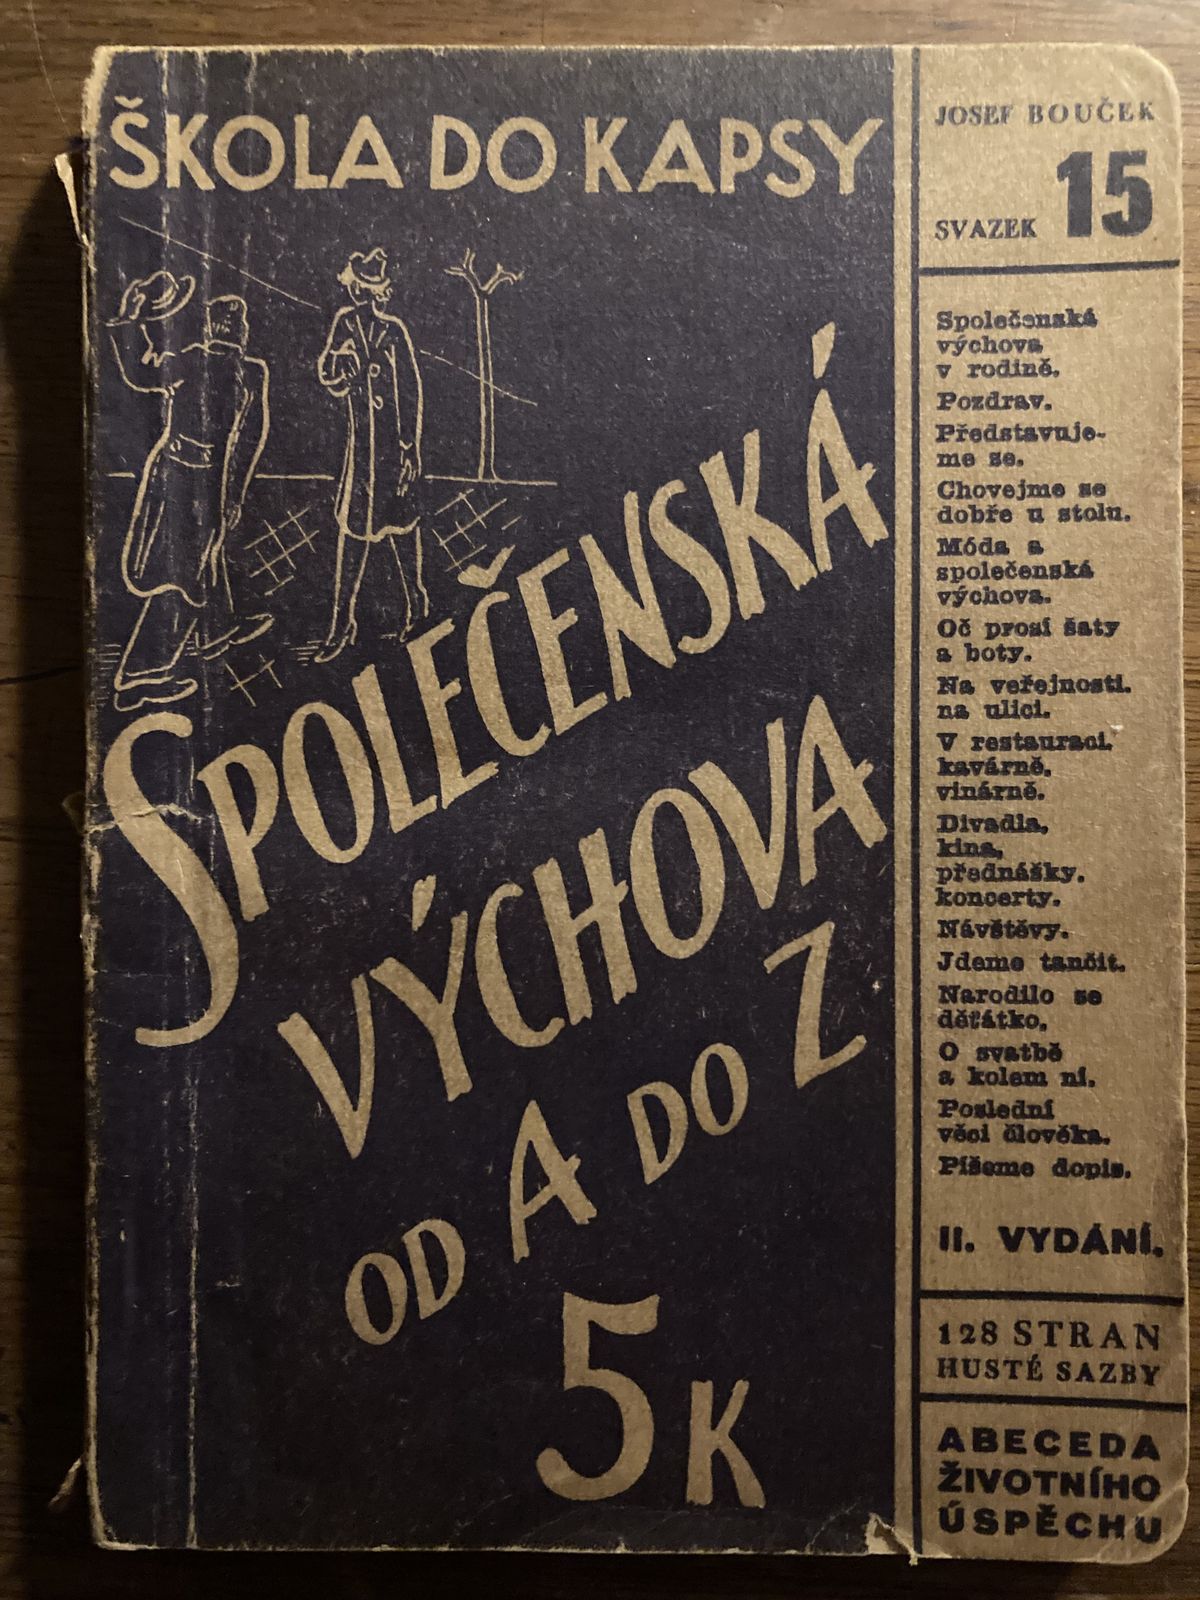 ŠKOLA DO KAPSY
SPOLEČENSKÁ
VÝCHOVA
OD A DO Z
5 K
JOSEF BOUČEK
SVAZEK 15
Společenská
výchova
v rodině.
Pozdrav.
Představuje-
me se.
Chovejme se
dobře u stolu.
Móda a
společenská
výchova.
Oč prosí šaty
a boty.
Na veřejnosti.
na ulici.
V restauraci.
kavárně.
vinárně.
Divadla,
kina,
přednášky.
koncerty.
Návštěvy.
Jdeme tančit.
Narodilo se
děťátko.
O svatbě
a kolem ní.
Poslední
věci člověka.
Píšeme dopis.
II. VYDÁNÍ.
128 STRAN
HUSTÉ SAZBY
ABECEDA
ŽIVOTNÍHO
ÚSPĚCHU